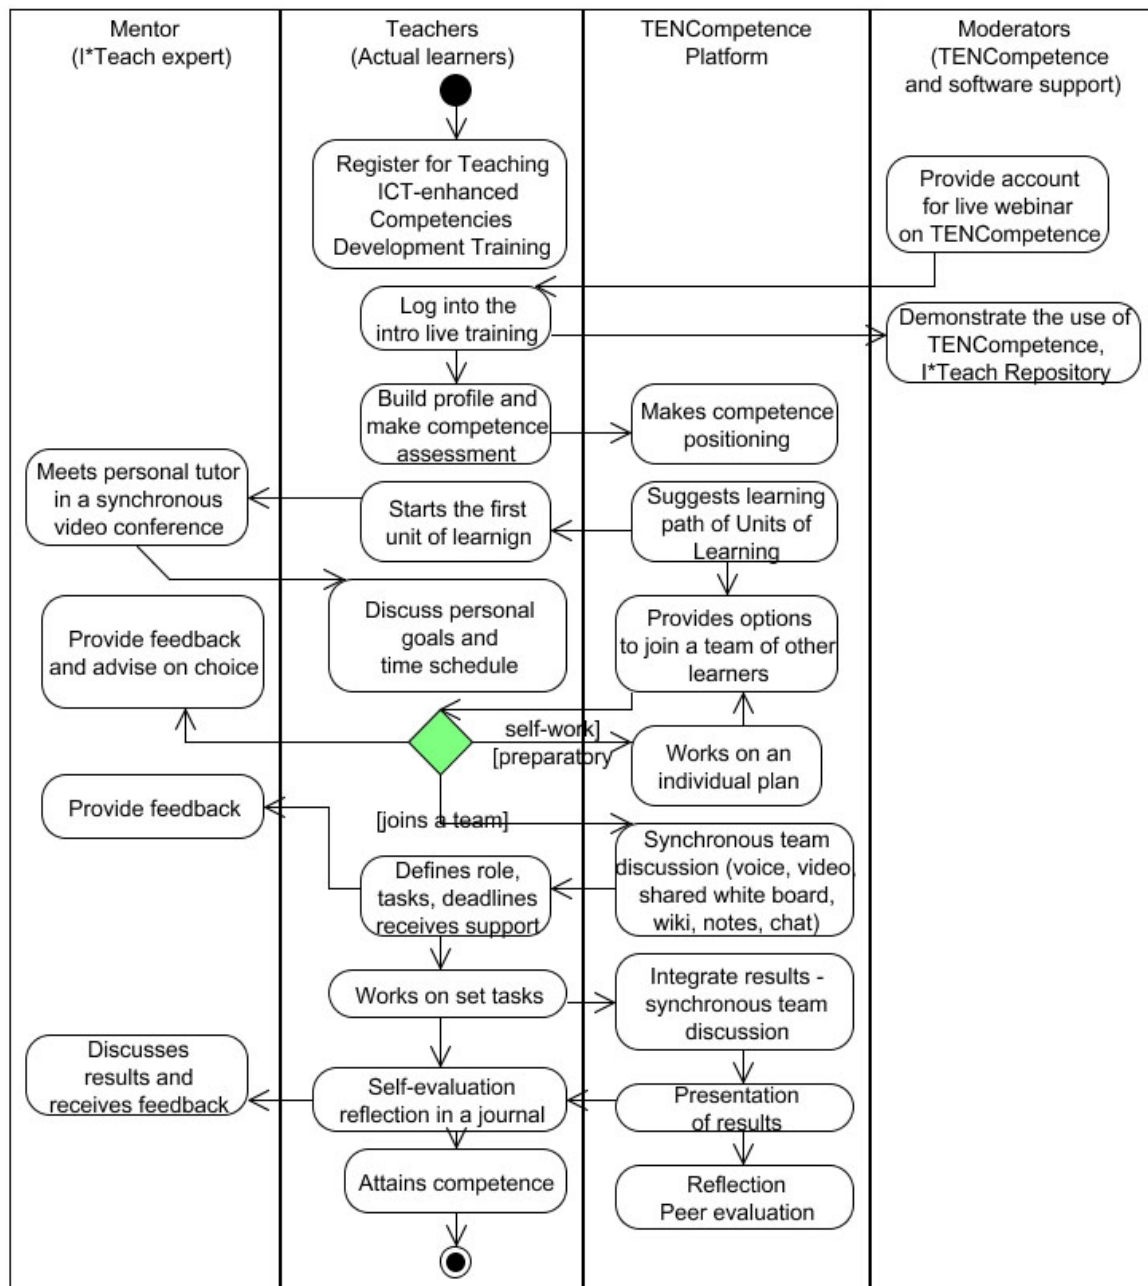 Mentor
(I*Teach expert)
Teachers
(Actual learners)
TENCompetence
Platform
Moderators
(TENCompetence
and software support)
Register for Teaching
ICT-enhanced
Competencies
Development Training
Provide account
for live webinar
on TENCompetence
Log into the
intro live training
Demonstrate the use of
TENCompetence,
I*Teach Repository
Build profile and
make competence
assessment
Makes competence
positioning
Meets personal tutor
in a synchronous
video conference
Starts the first
unit of learnign
Suggests learning
path of Units of
Learning
Provide feedback
and advise on choice
Discuss personal
goals and
time schedule
Provides options
to join a team of other
learners
self-work]
[preparatory
Works on an
individual plan
Provide feedback
[joins a team]
Synchronous team
discussion (voice, video,
shared white board,
wiki, notes, chat)
Defines role,
tasks, deadlines
receives support
Works on set tasks
Integrate results -
synchronous team
discussion
Discusses
results and
receives feedback
Self-evaluation
reflection in a journal
Presentation
of results
Attains competence
Reflection
Peer evaluation